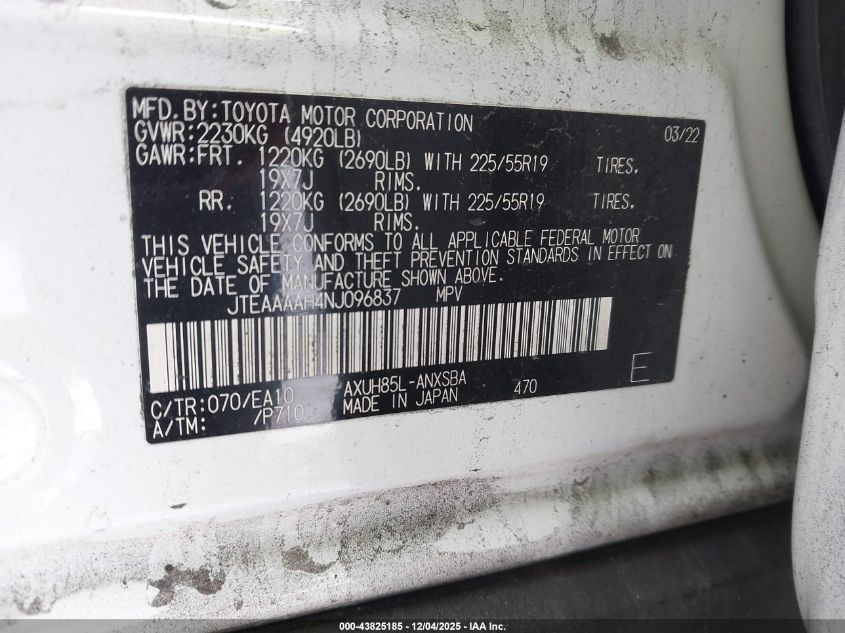 MFD.BY:TOYOTA MOTOR CORPORATION 03/22
GVWR:2230KG (4920LB)
GAWR:FRT. 1220KG (2690LB) WITH 225/55R19 TIRES.
19X7J RIMS.
RR. 1220KG (2690LB) WITH 225/55R19 TIRES.
19X7J RIMS.
THIS VEHICLE CONFORMS TO ALL APPLICABLE FEDERAL MOTOR
VEHICLE SAFETY AND THEFT PREVENTION STANDARDS IN EFFECT ON
THE DATE OF MANUFACTURE SHOWN ABOVE.
JTEAAAAH4NJ096837 MPV
C/TR:070/EA10 AXUH85L-ANXSBA 470 E
A/TM: /P710 MADE IN JAPAN
000-43825185 - 12/04/2025 - IAA Inc.